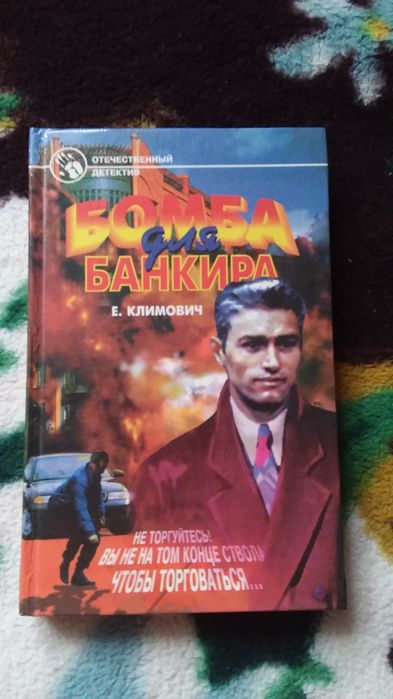 ОТЕЧЕСТВЕННЫЙ
ДЕТЕКТИВ
БОМБА
для
БАНКИРА
Е. КЛИМОВИЧ
НЕ ТОРГУЙТЕСЬ!
ВЫ НЕ НА ТОМ КОНЦЕ СТВОЛА,
ЧТОБЫ ТОРГОВАТЬСЯ...